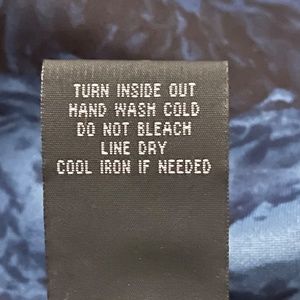 TURN INSIDE OUT
HAND WASH COLD
DO NOT BLEACH
LINE DRY
COOL IRON IF NEEDED